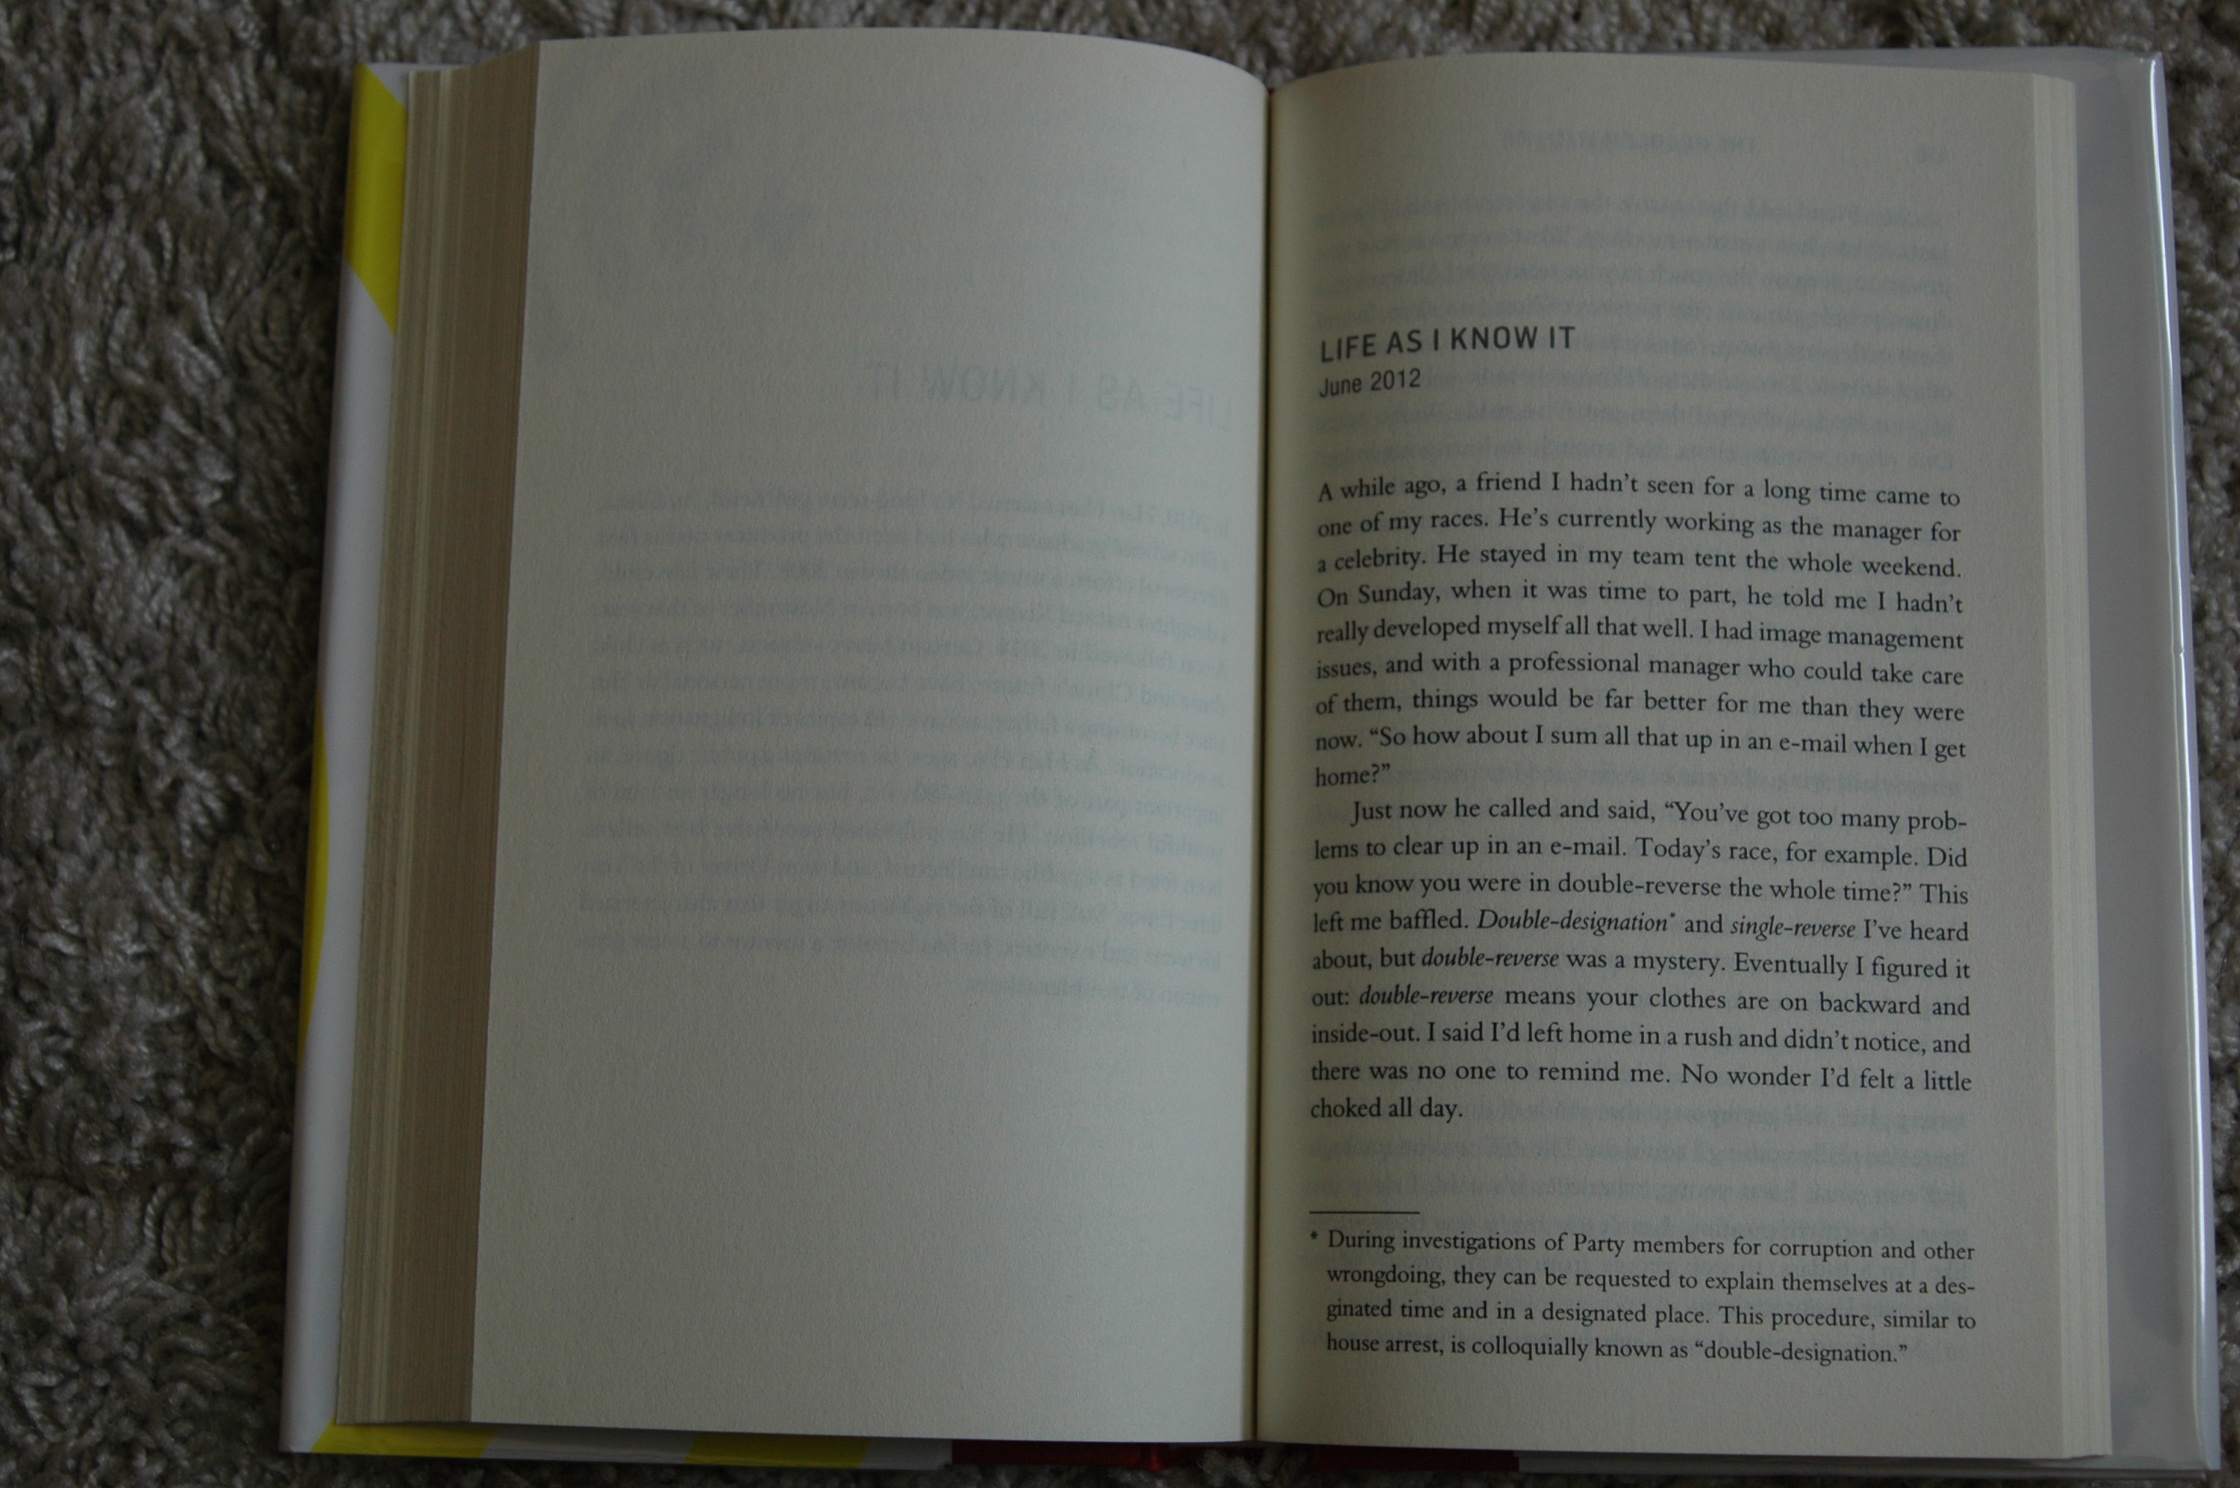 LIFE AS I KNOW IT
LIFE AS I KNOW IT
June 2012
A while ago, a friend I hadn't seen for a long time came to
one of my races. He's currently working as the manager for
a celebrity. He stayed in my team tent the whole weekend.
On Sunday, when it was time to part, he told me I hadn't
really developed myself all that well. I had image management
issues, and with a professional manager who could take care
of them, things would be far better for me than they were
now. “So how about I sum all that up in an e-mail when I get
home?”
Just now he called and said, “You've got too many prob-
lems to clear up in an e-mail. Today's race, for example. Did
you know you were in double-reverse the whole time?” This
left me baffled. Double-designation* and single-reverse I've heard
about, but double-reverse was a mystery. Eventually I figured it
out: double-reverse means your clothes are on backward and
inside-out. I said I'd left home in a rush and didn't notice, and
there was no one to remind me. No wonder I'd felt a little
choked all day.
* During investigations of Party members for corruption and other
wrongdoing, they can be requested to explain themselves at a des-
ginated time and in a designated place. This procedure, similar to
house arrest, is colloquially known as “double-designation.”